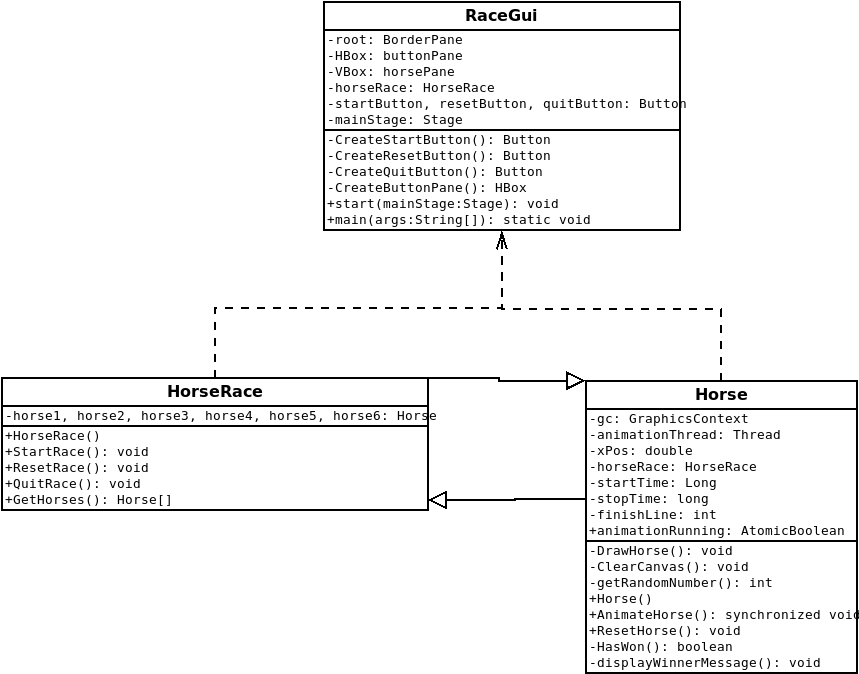 RaceGui
-root: BorderPane
-HBox: buttonPane
-VBox: horsePane
-horseRace: HorseRace
-startButton, resetButton, quitButton: Button
-mainStage: Stage
-CreateStartButton(): Button
-CreateResetButton(): Button
-CreateQuitButton(): Button
-CreateButtonPane(): HBox
+start(mainStage:Stage): void
+main(args:String[]): static void
HorseRace
-horse1, horse2, horse3, horse4, horse5, horse6: Horse
+HorseRace()
+StartRace(): void
+ResetRace(): void
+QuitRace(): void
+GetHorses(): Horse[]
Horse
-gc: GraphicsContext
-animationThread: Thread
-xPos: double
-horseRace: HorseRace
-startTime: Long
-stopTime: long
-finishLine: int
+animationRunning: AtomicBoolean
-DrawHorse(): void
-ClearCanvas(): void
-getRandomNumber(): int
+Horse()
+AnimateHorse(): synchronized void
+ResetHorse(): void
-HasWon(): boolean
-displayWinnerMessage(): void